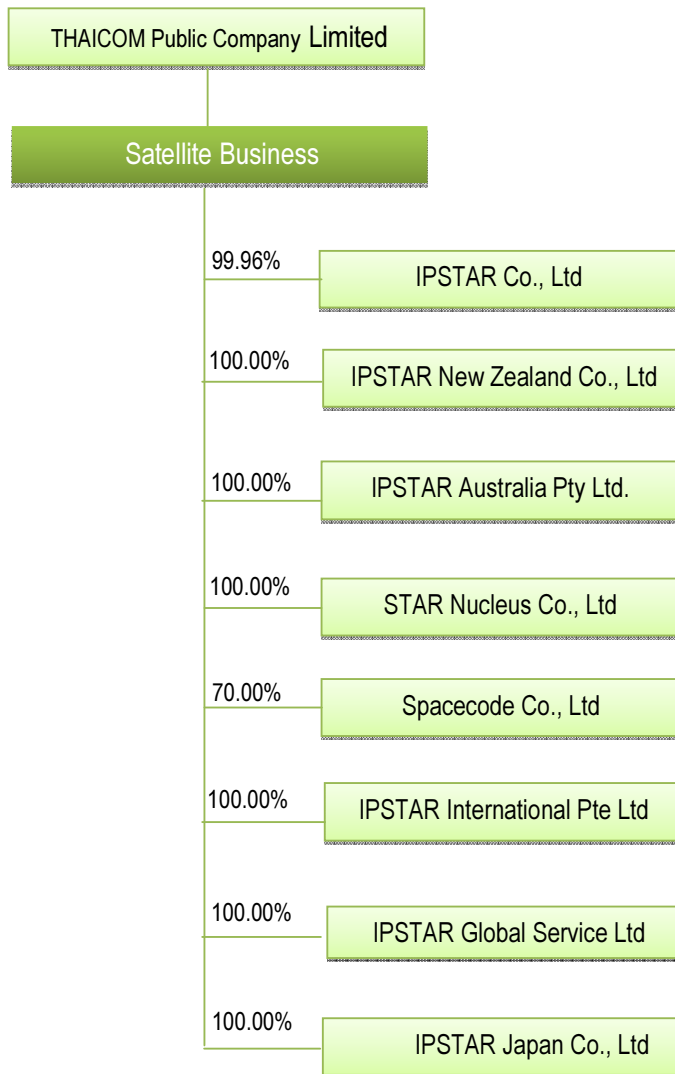 THAICOM Public Company Limited
Satellite Business
99.96%
IPSTAR Co., Ltd
100.00%
IPSTAR New Zealand Co., Ltd
100.00%
IPSTAR Australia Pty Ltd.
100.00%
STAR Nucleus Co., Ltd
70.00%
Spacecode Co., Ltd
100.00%
IPSTAR International Pte Ltd
100.00%
IPSTAR Global Service Ltd
100.00%
IPSTAR Japan Co., Ltd